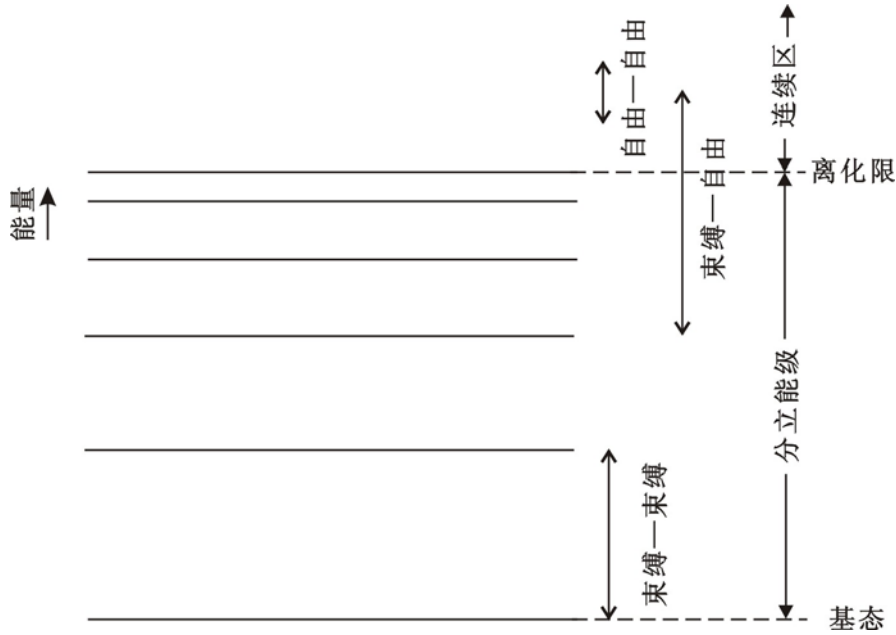 自由—自由
连续区
束缚—自由
离化限
能量
分立能级
束缚—束缚
基态